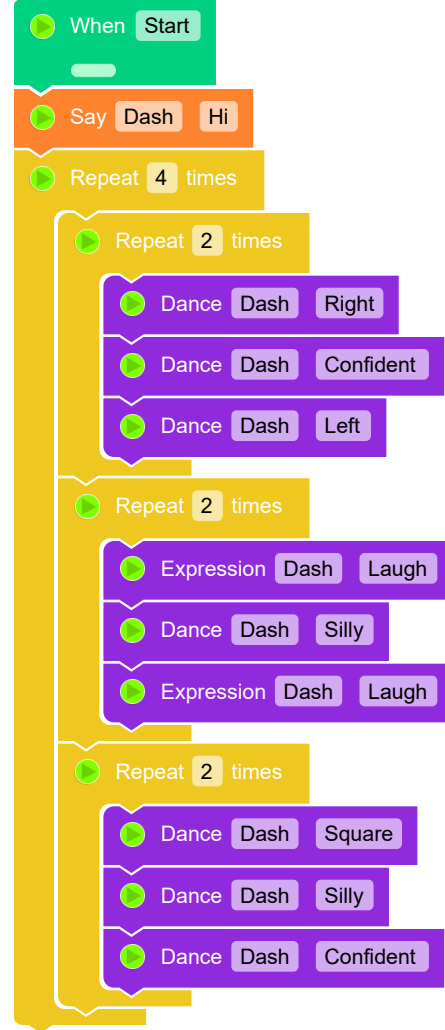 When Start
Say Dash Hi
Repeat 4 times
Repeat 2 times
Dance Dash Right
Dance Dash Confident
Dance Dash Left
Repeat 2 times
Expression Dash Laugh
Dance Dash Silly
Expression Dash Laugh
Repeat 2 times
Dance Dash Square
Dance Dash Silly
Dance Dash Confident